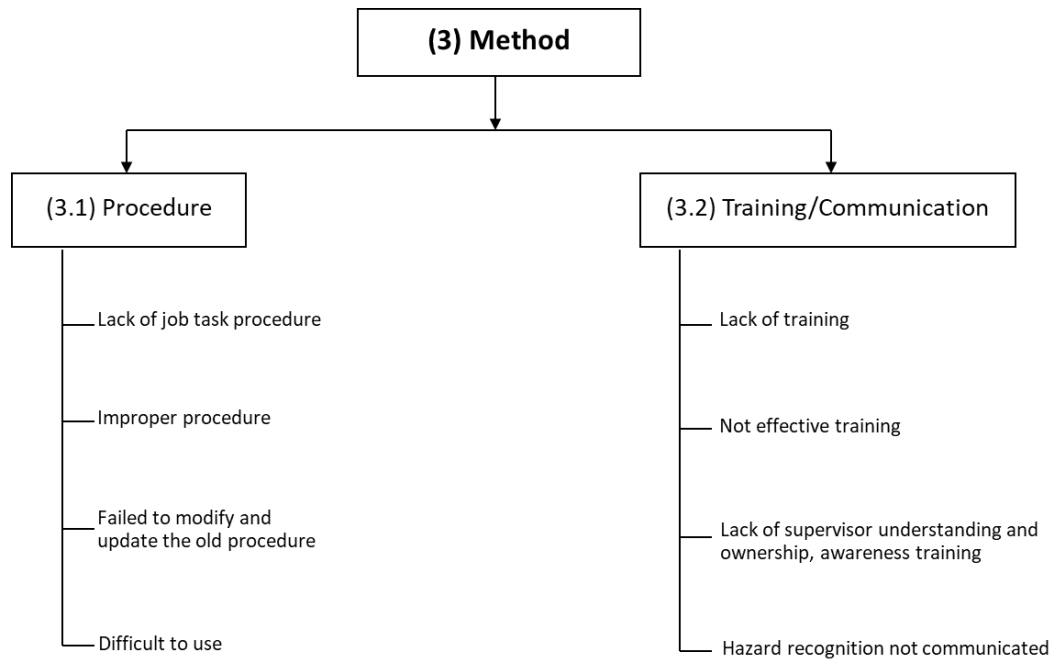 (3) Method
(3.1) Procedure
Lack of job task procedure
Improper procedure
Failed to modify and
update the old procedure
Difficult to use
(3.2) Training/Communication
Lack of training
Not effective training
Lack of supervisor understanding and
ownership, awareness training
Hazard recognition not communicated